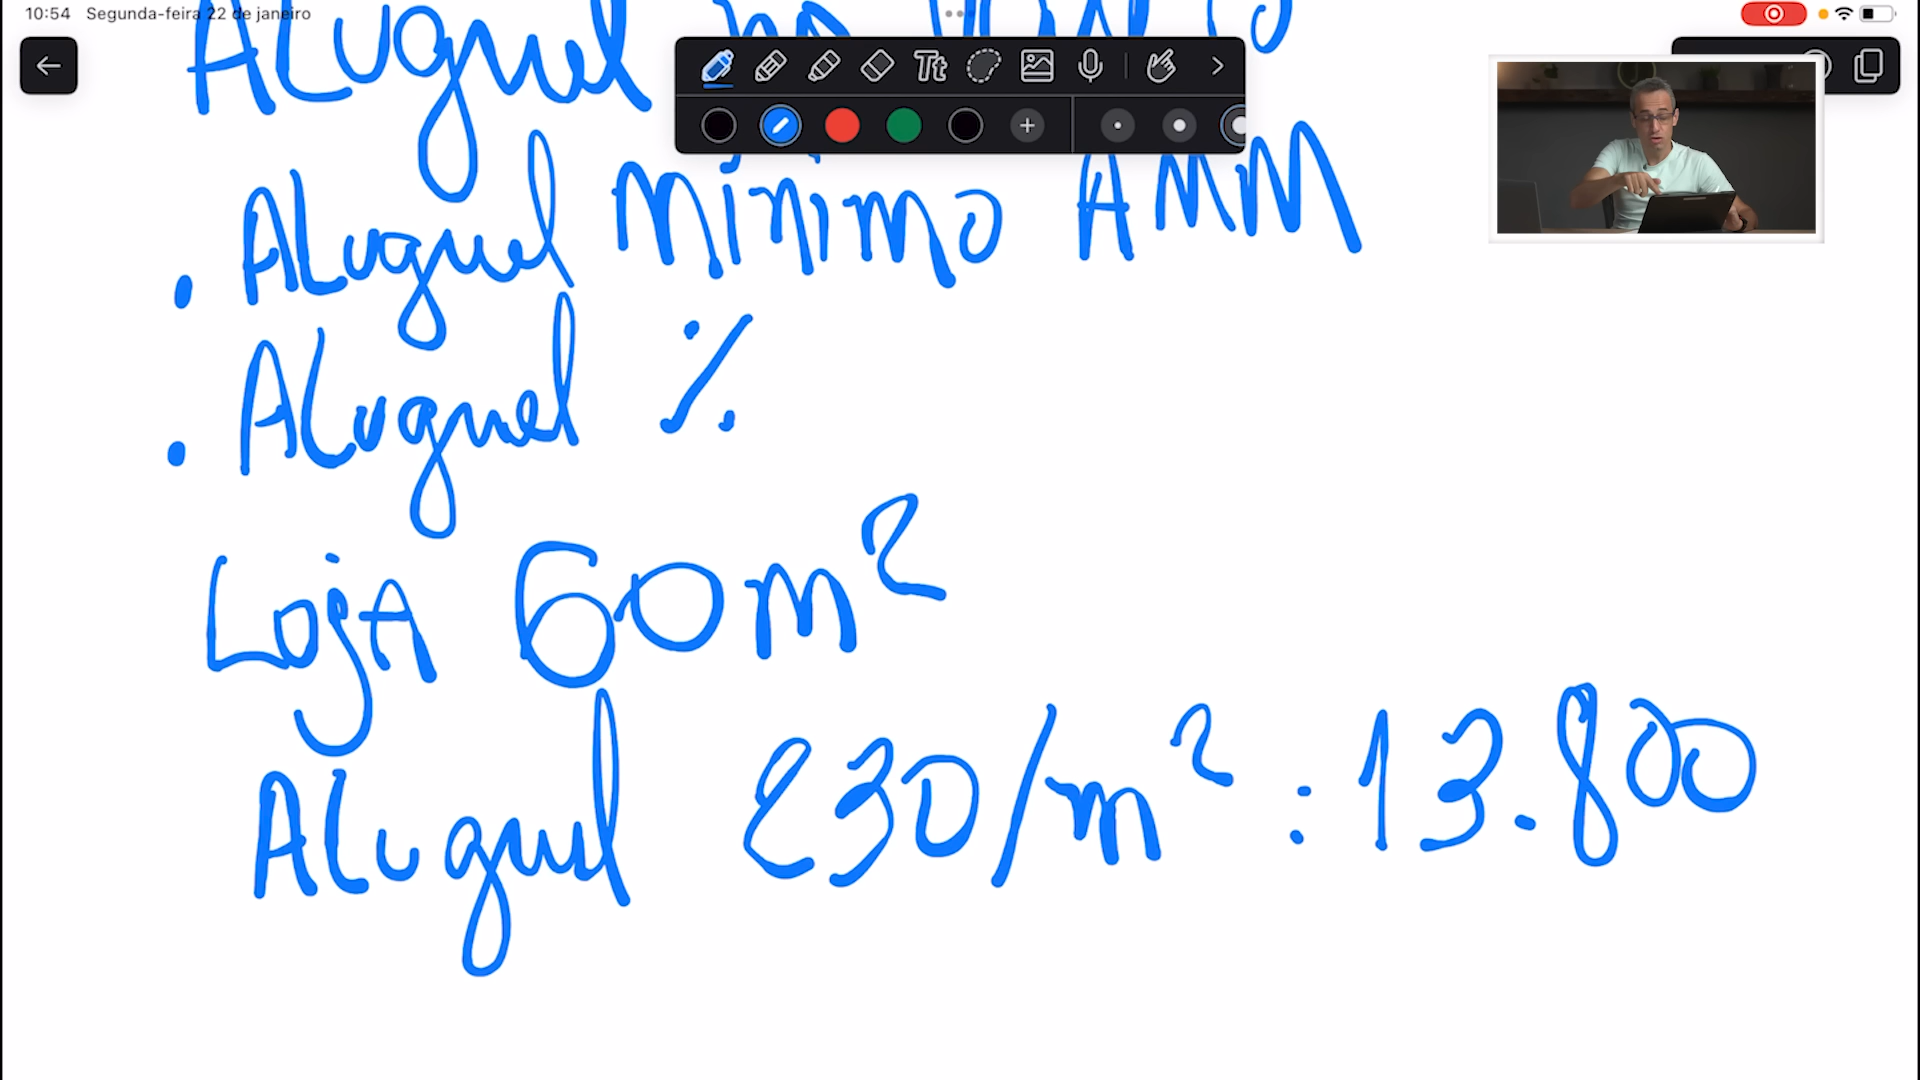 10:54 Segunda-feira 22 de janeiro
Aluguel
Tt
. Aluguel Mínimo AMM
. Aluguel %
Loja 60m²
Aluguel 230/m² : 13.800